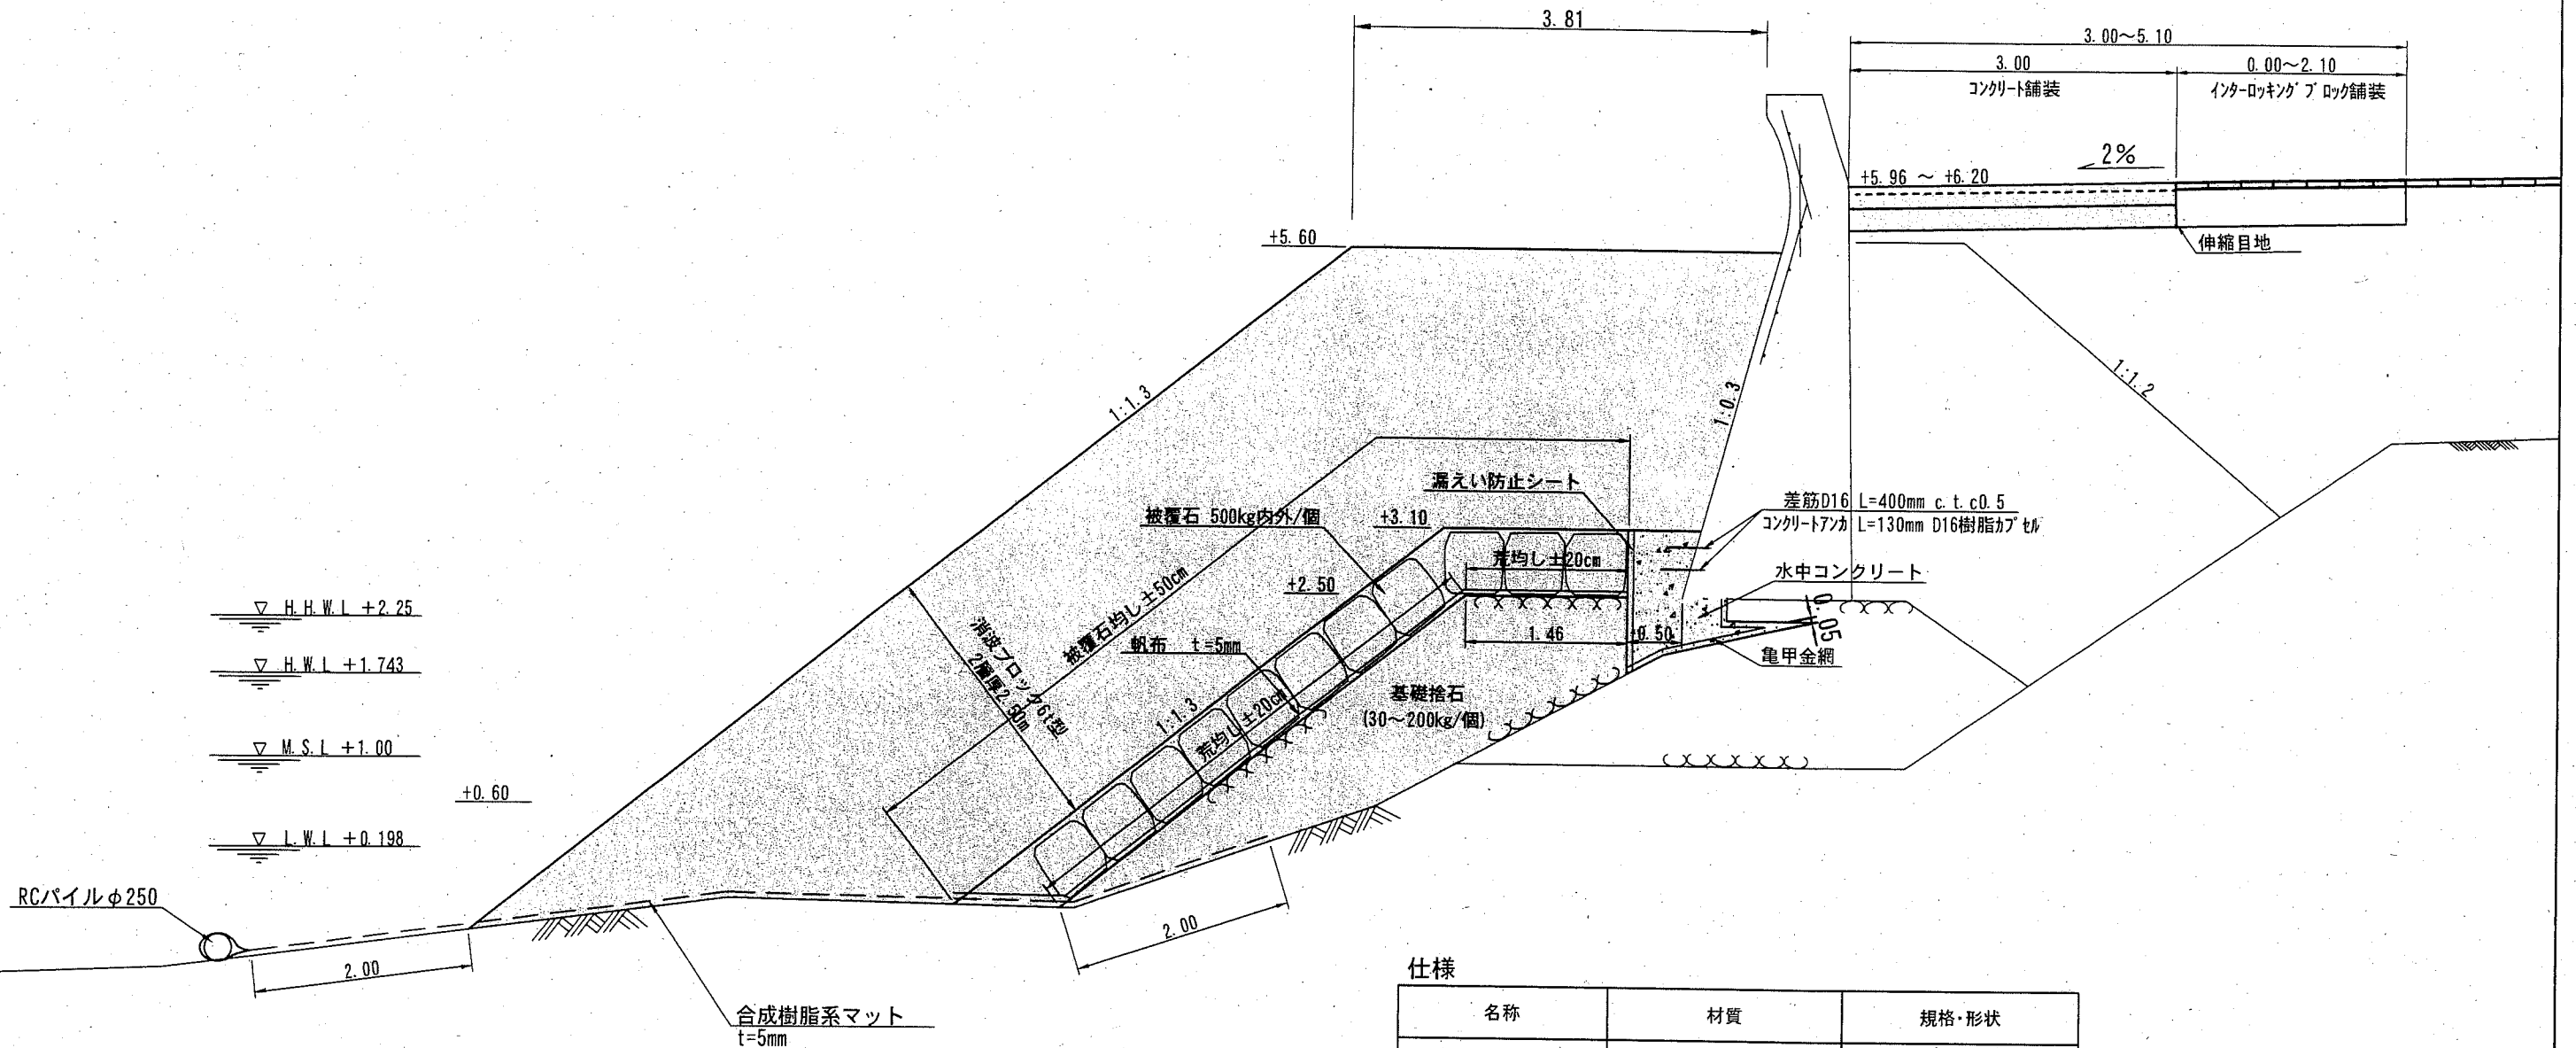 3.81
3.00～5.10
3.00
0.00～2.10
コンクリート舗装
インターロッキングブロック舗装
2%
+5.96 ～ +6.20
+5.60
伸縮目地
1:1.3
1:0.3
1:1.2
漏えい防止シート
被覆石 500kg内外/個
+3.10
差筋D16 L=400mm c.t.c0.5
コンクリートアンカ L=130mm D16樹脂カプセル
荒均し±20cm
水中コンクリート
+2.50
被覆石均し±50cm
消波ブロック6t型
2層厚2.50m
帆布 t=5mm
1.46
0.50
0.05
亀甲金網
基礎捨石
(30～200kg/個)
1:1.3
荒均し±20cm
▽ H.H.W.L +2.25
▽ H.W.L +1.743
▽ M.S.L +1.00
+0.60
▽ L.W.L +0.198
RCパイルφ250
2.00
2.00
合成樹脂系マット
t=5mm
仕様
名称 材質 規格・形状